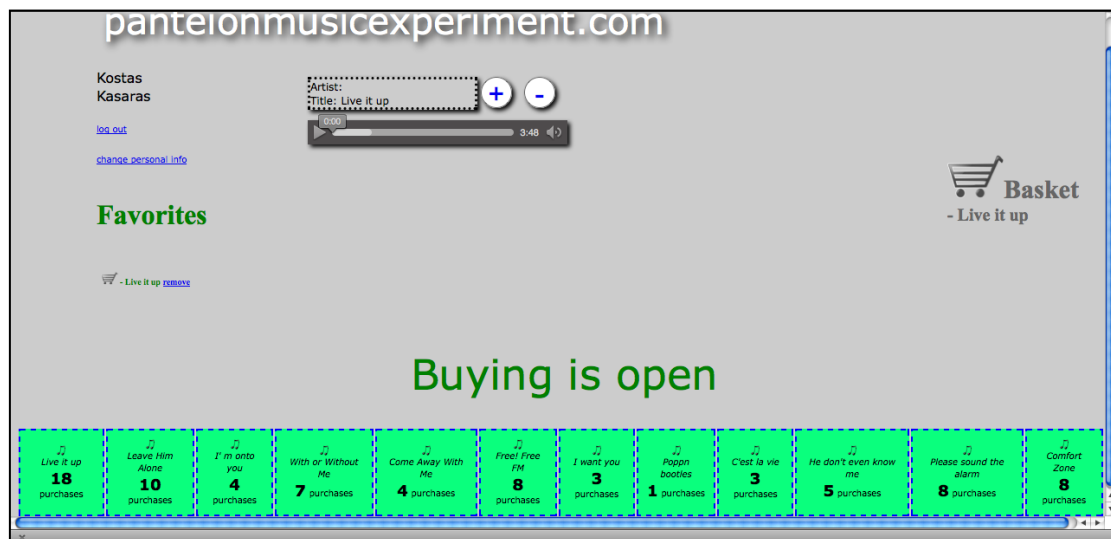 pantelonmusicexperiment.com
Kostas
Kasaras
log out
change personal info
Artist:
Title: Live it up
+
-
0:00
3:48
Basket
- Live it up
Favorites
- Live it up remove
Buying is open
Live it up
18
purchases
Leave Him
Alone
10
purchases
I' m onto
you
4
purchases
With or Without
Me
7 purchases
Come Away With
Me
4 purchases
Free! Free
FM
8
purchases
I want you
3
purchases
Poppn
bootles
1 purchases
C'est la vie
3
purchases
He don't even know
me
5 purchases
Please sound the
alarm
8 purchases
Comfort
Zone
8
purchases